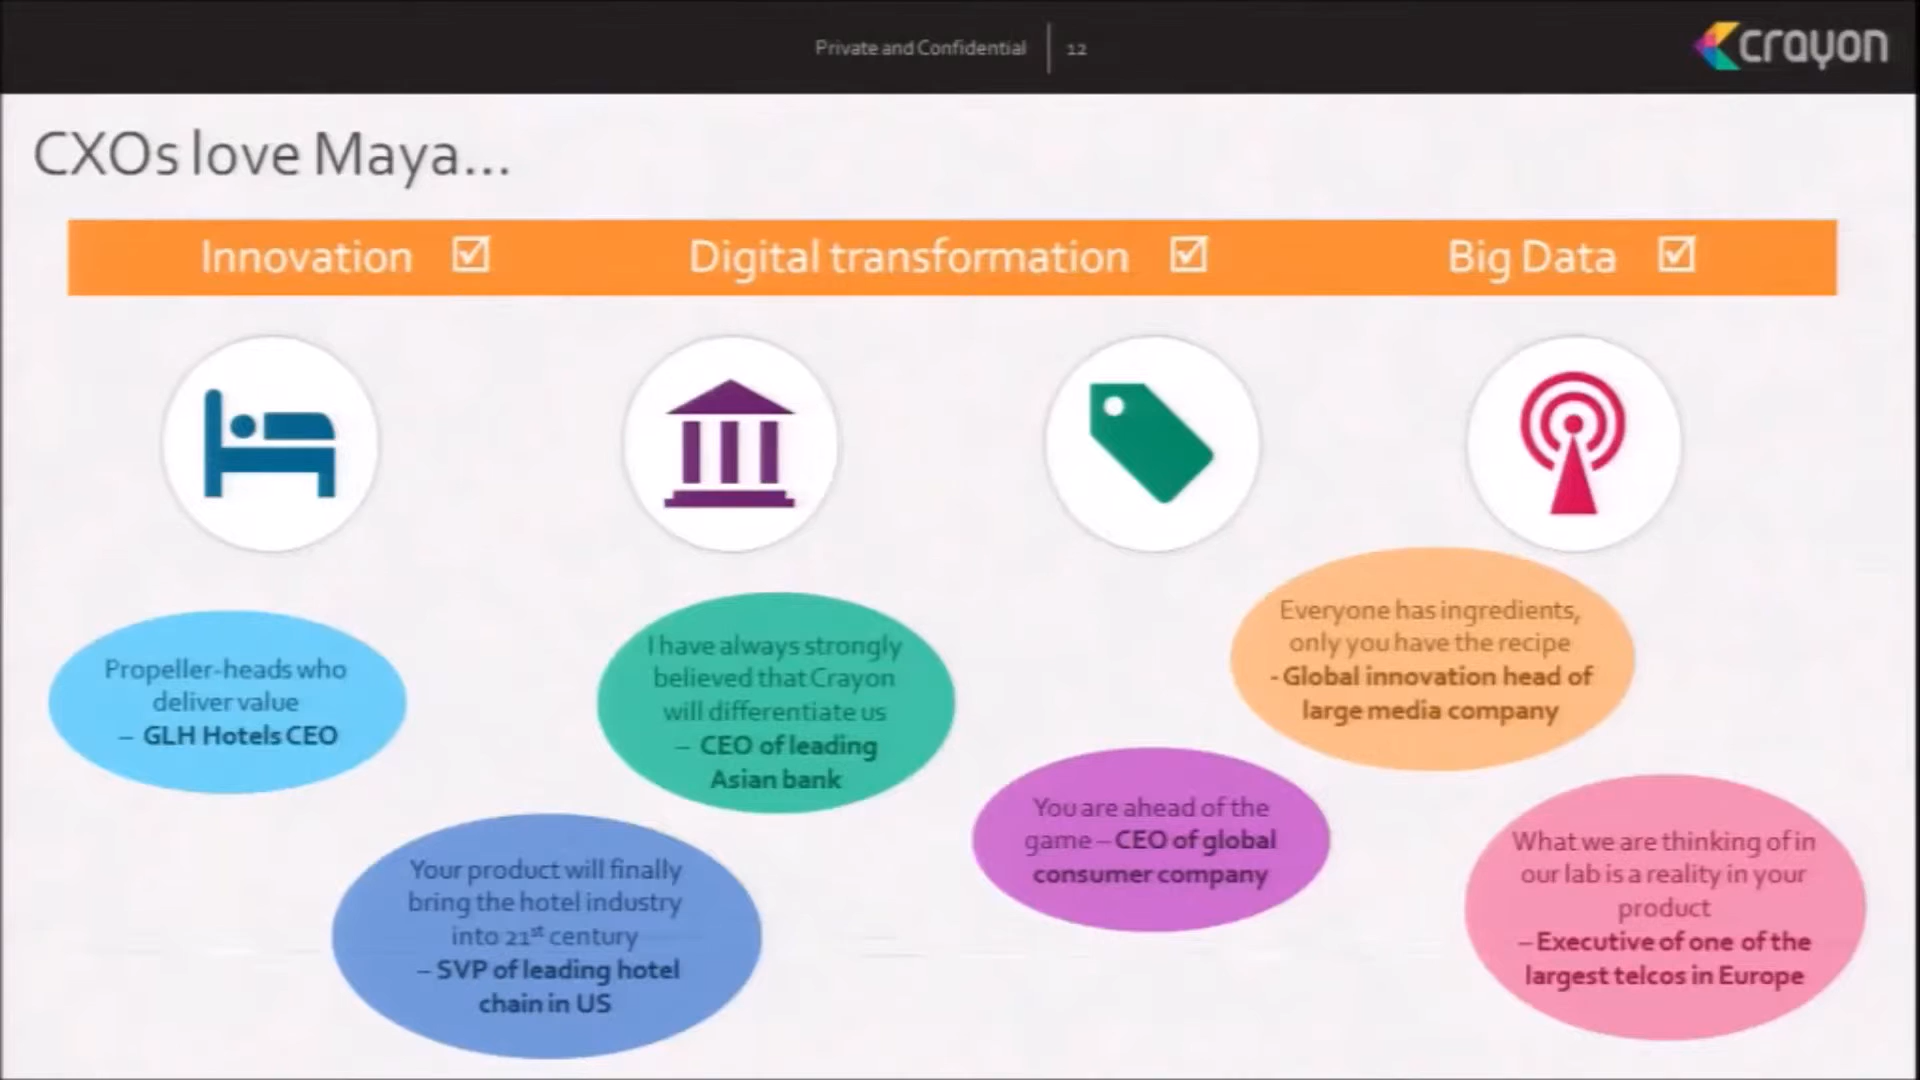 Private and Confidential
12
crayon
CXOs love Maya...
Innovation
Digital transformation
Big Data
Propeller-heads who
deliver value
– GLH Hotels CEO
Your product will finally
bring the hotel industry
into 21st century
– SVP of leading hotel
chain in US
I have always strongly
believed that Crayon
will differentiate us
– CEO of leading
Asian bank
You are ahead of the
game – CEO of global
consumer company
Everyone has ingredients,
only you have the recipe
- Global innovation head of
large media company
What we are thinking of in
our lab is a reality in your
product
– Executive of one of the
largest telcos in Europe